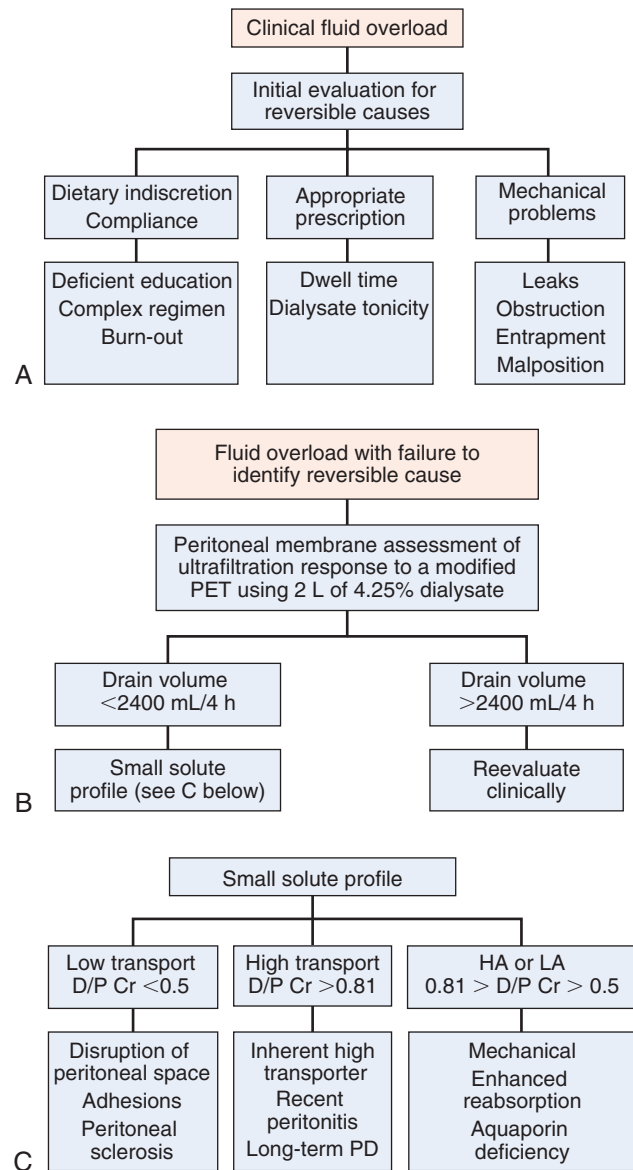 Clinical fluid overload
Initial evaluation for
reversible causes
Dietary indiscretion
Compliance
Appropriate
prescription
Mechanical
problems
Deficient education
Complex regimen
Burn-out
Dwell time
Dialysate tonicity
Leaks
Obstruction
Entrapment
Malposition
A
Fluid overload with failure to
identify reversible cause
Peritoneal membrane assessment of
ultrafiltration response to a modified
PET using 2 L of 4.25% dialysate
Drain volume
<2400 mL/4 h
Drain volume
>2400 mL/4 h
Small solute
profile (see C below)
Reevaluate
clinically
B
Small solute profile
Low transport
D/P Cr <0.5
High transport
D/P Cr >0.81
HA or LA
0.81 > D/P Cr > 0.5
Disruption of
peritoneal space
Adhesions
Peritoneal
sclerosis
Inherent high
transporter
Recent
peritonitis
Long-term PD
Mechanical
Enhanced
reabsorption
Aquaporin
deficiency
C